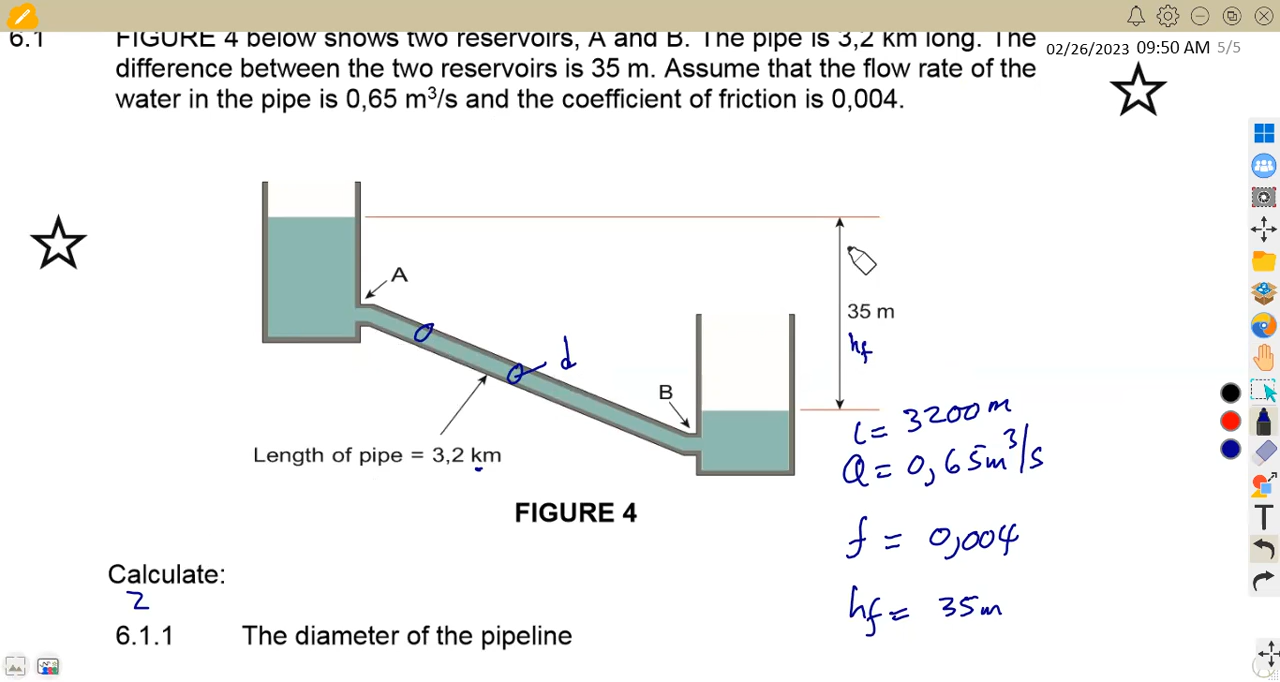 6.1 FIGURE 4 below shows two reservoirs, A and B. The pipe is 3,2 km long. The
02/26/2023 09:50 AM 5/5
difference between the two reservoirs is 35 m. Assume that the flow rate of the
water in the pipe is 0,65 m³/s and the coefficient of friction is 0,004.
A
35 m
hf
d
B
l = 3200m
Length of pipe = 3,2 km
Q = 0,65m³/s
FIGURE 4
f = 0,004
Calculate:
2
hf = 35m
6.1.1 The diameter of the pipeline
T